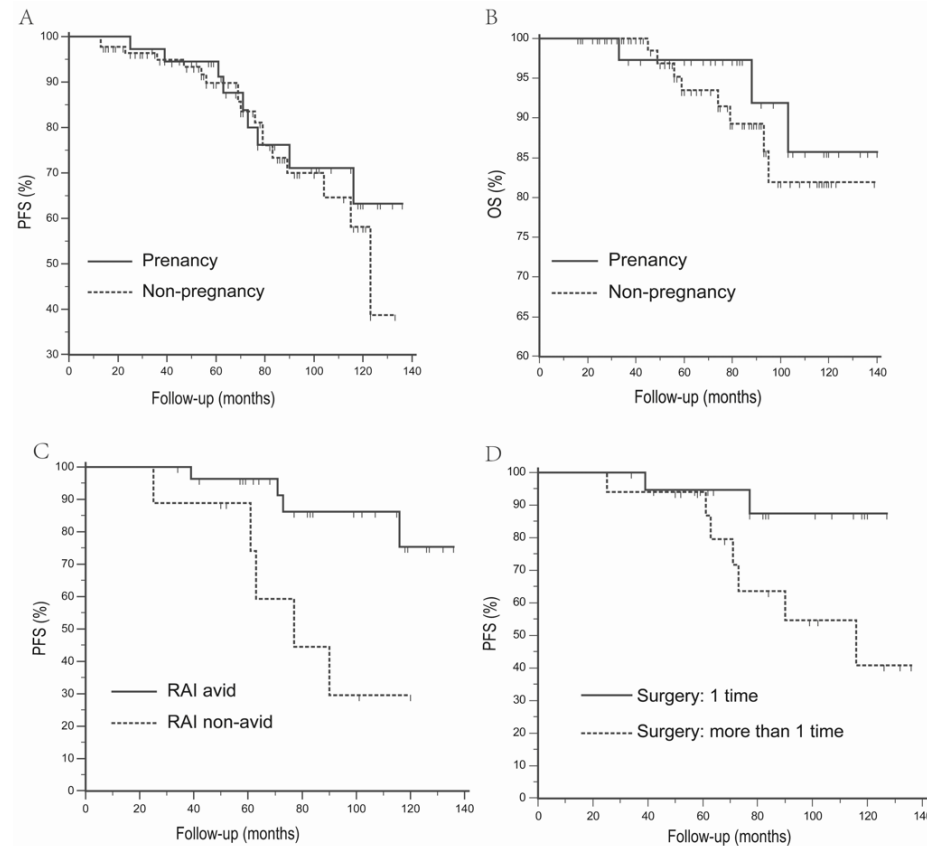 A
100
90
80
70
60
50
40
30
PFS (%)
0 20 40 60 80 100 120 140
Follow-up (months)
Prenancy
Non-pregnancy
B
100
95
90
85
80
75
70
65
60
OS (%)
0 20 40 60 80 100 120 140
Follow-up (months)
Prenancy
Non-pregnancy
C
100
90
80
70
60
50
40
30
20
10
0
PFS (%)
0 20 40 60 80 100 120 140
Follow-up (months)
RAI avid
RAI non-avid
D
100
90
80
70
60
50
40
30
20
10
0
PFS (%)
0 20 40 60 80 100 120 140
Follow-up (months)
Surgery: 1 time
Surgery: more than 1 time